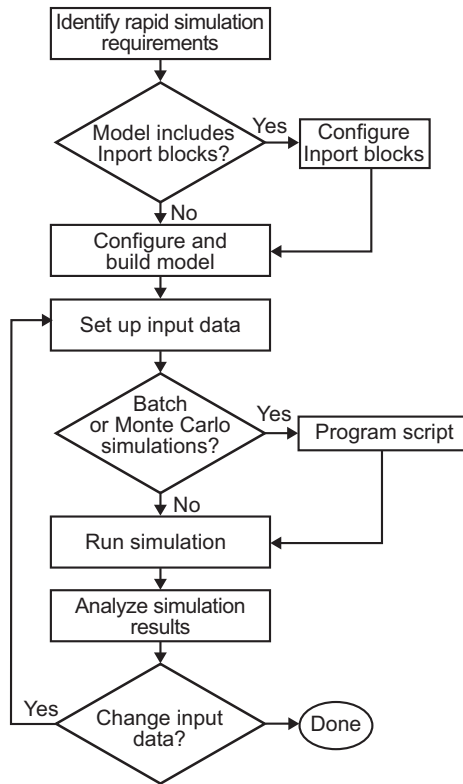 Identify rapid simulation
requirements
Model includes
Inport blocks?
Yes
Configure
Inport blocks
No
Configure and
build model
Set up input data
Batch
or Monte Carlo
simulations?
Yes
Program script
No
Run simulation
Analyze simulation
results
Yes
Change input
data?
Done